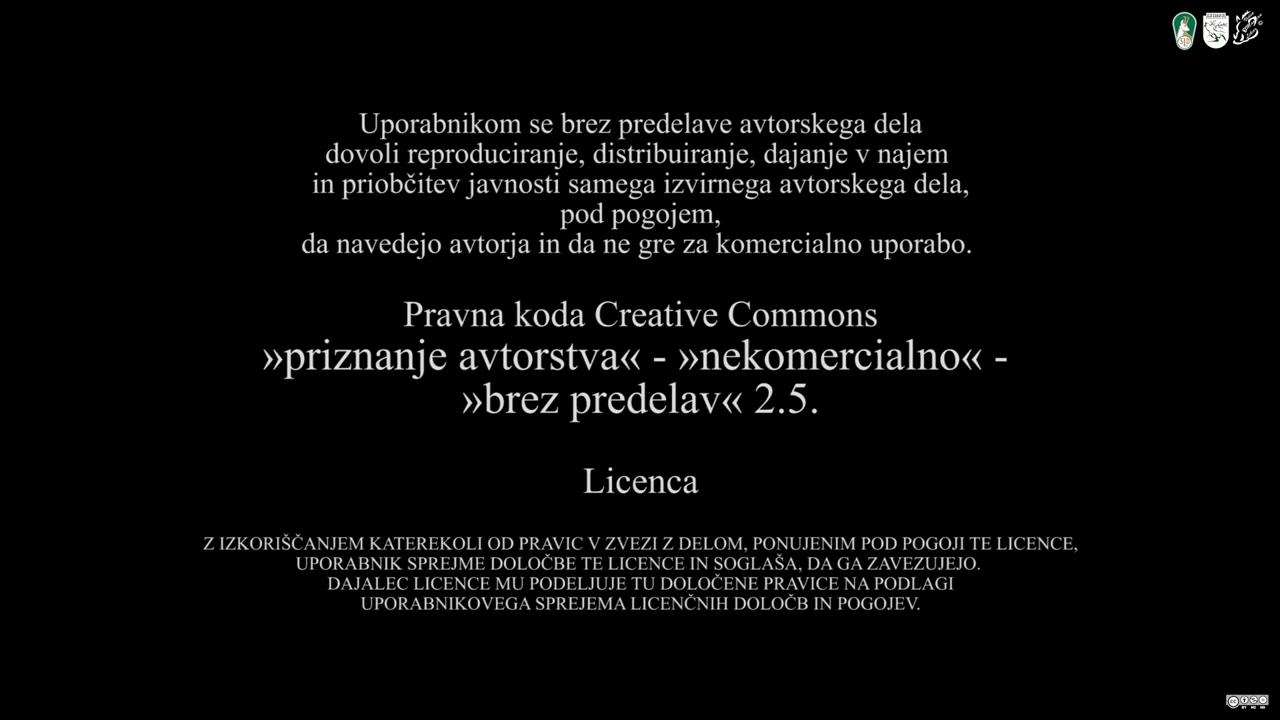 Uporabnikom se brez predelave avtorskega dela
dovoli reproduciranje, distribuiranje, dajanje v najem
in priobčitev javnosti samega izvirnega avtorskega dela,
pod pogojem,
da navedejo avtorja in da ne gre za komercialno uporabo.
Pravna koda Creative Commons
»priznanje avtorstva« - »nekomercialno« -
»brez predelav« 2.5.
Licenca
Z IZKORIŠČANJEM KATEREKOLI OD PRAVIC V ZVEZI Z DELOM, PONUJENIM POD POGOJI TE LICENCE,
UPORABNIK SPREJME DOLOČBE TE LICENCE IN SOGLAŠA, DA GA ZAVEZUJEJO.
DAJALEC LICENCE MU PODELJUJE TU DOLOČENE PRAVICE NA PODLAGI
UPORABNIKOVEGA SPREJEMA LICENČNIH DOLOČB IN POGOJEV.